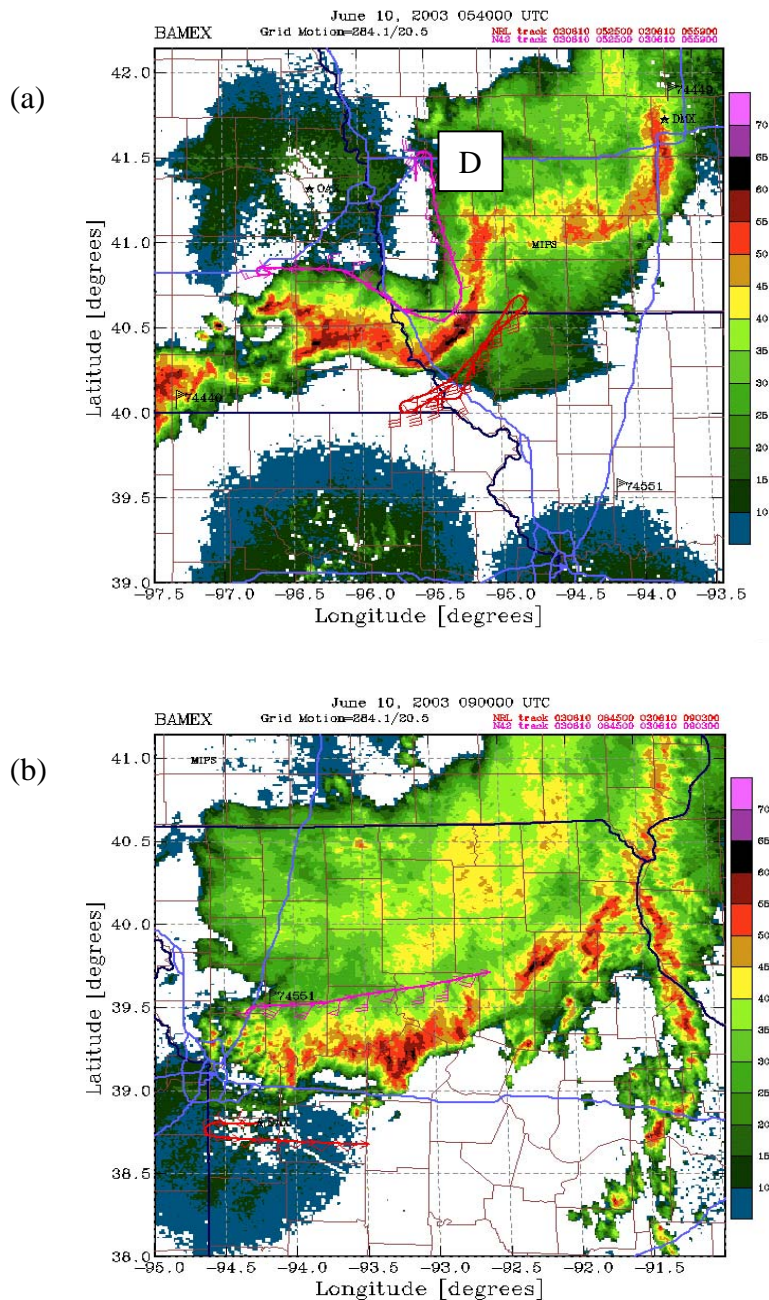 (a)
June 10, 2003 054000 UTC
BAMEX Grid Motion=284.1/20.5 NRL track 030610 052500 030610 055900
N42 track 030610 052500 030610 055900
42.0
41.5
41.0
40.5
40.0
39.5
39.0
Latitude [degrees]
74449
DMX
D
OA
MIPS
74440
74551
70
65
60
55
50
45
40
35
30
25
20
15
10
-97.5 -97.0 -96.5 -96.0 -95.5 -95.0 -94.5 -94.0 -93.5
Longitude [degrees]
(b)
June 10, 2003 090000 UTC
BAMEX Grid Motion=284.1/20.5 NRL track 030610 084500 030610 090300
N42 track 030610 084500 030610 090300
41.0
40.5
40.0
39.5
39.0
38.5
38.0
Latitude [degrees]
MIPS
74551
70
65
60
55
50
45
40
35
30
25
20
15
10
-95.0 -94.5 -94.0 -93.5 -93.0 -92.5 -92.0 -91.5
Longitude [degrees]